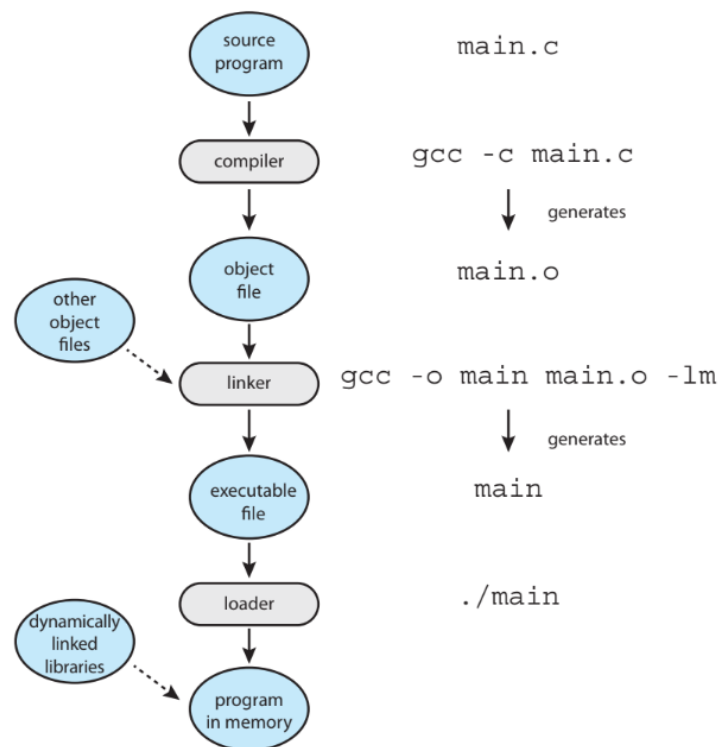 source
program
main.c
compiler
gcc -c main.c
generates
object
file
main.o
other
object
files
linker
gcc -o main main.o -lm
generates
executable
file
main
loader
./main
dynamically
linked
libraries
program
in memory